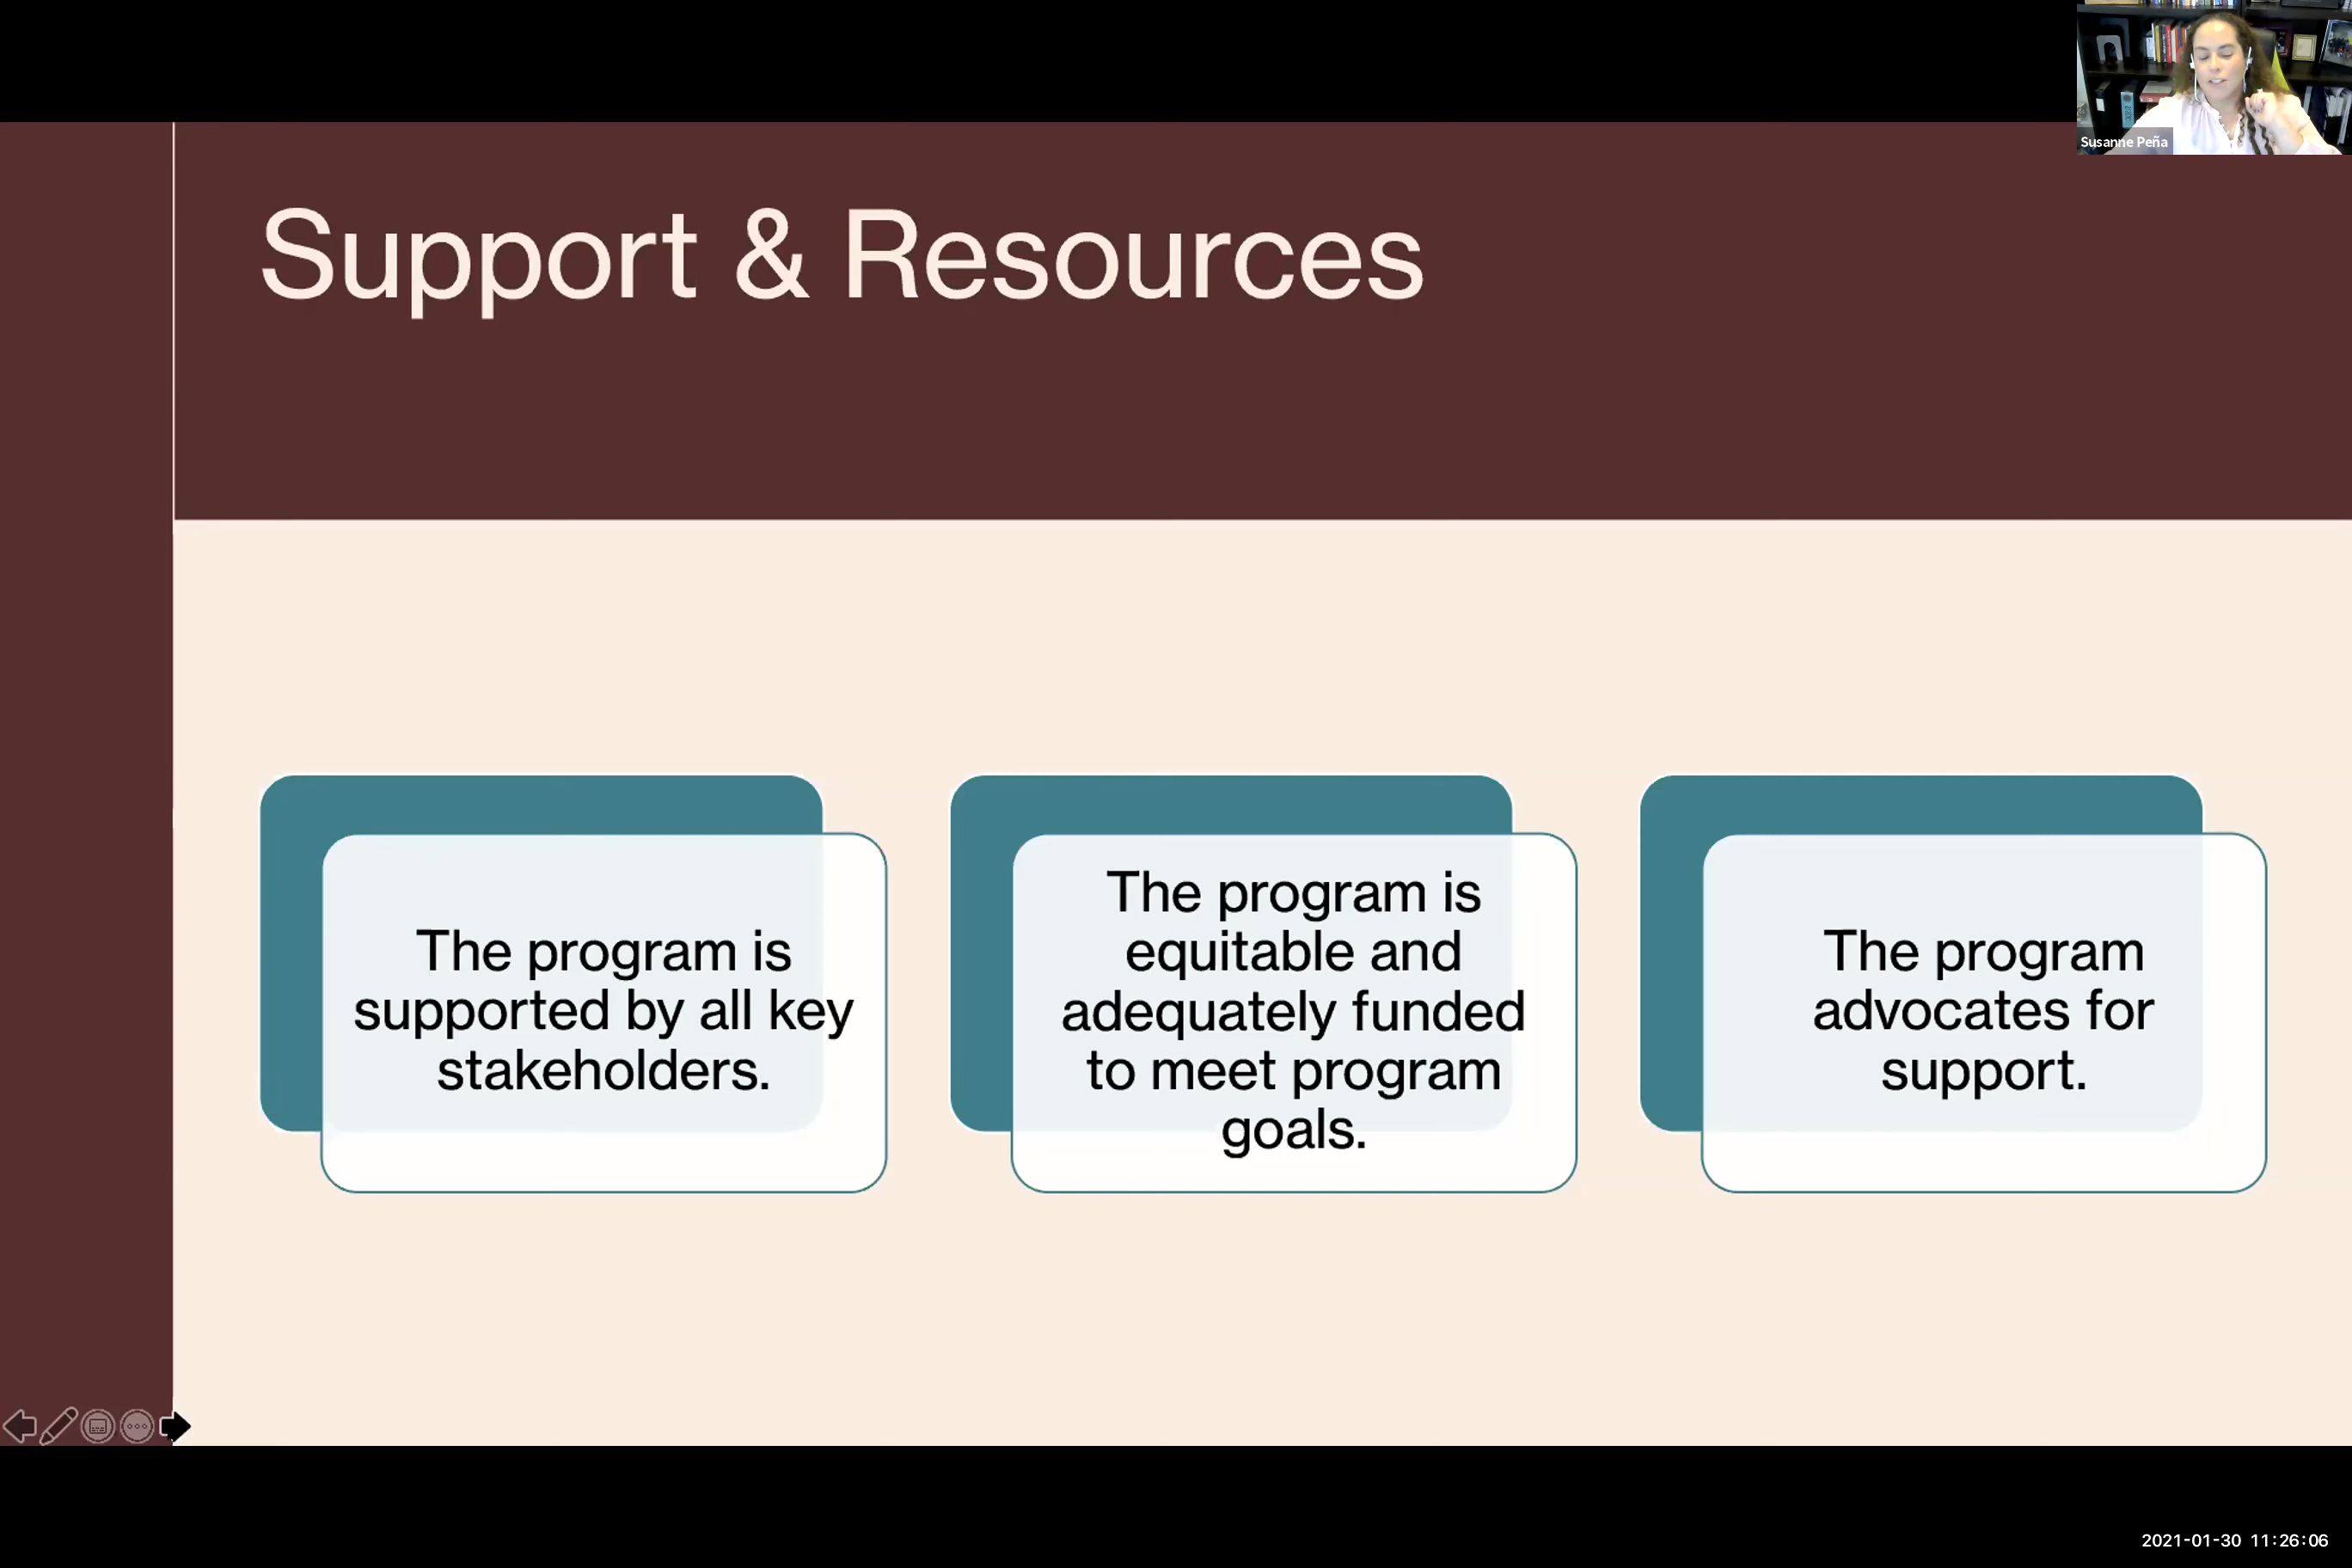 Susanne Peña
Support & Resources
The program is
supported by all key
stakeholders.
The program is
equitable and
adequately funded
to meet program
goals.
The program
advocates for
support.
2021-01-30 11:26:06